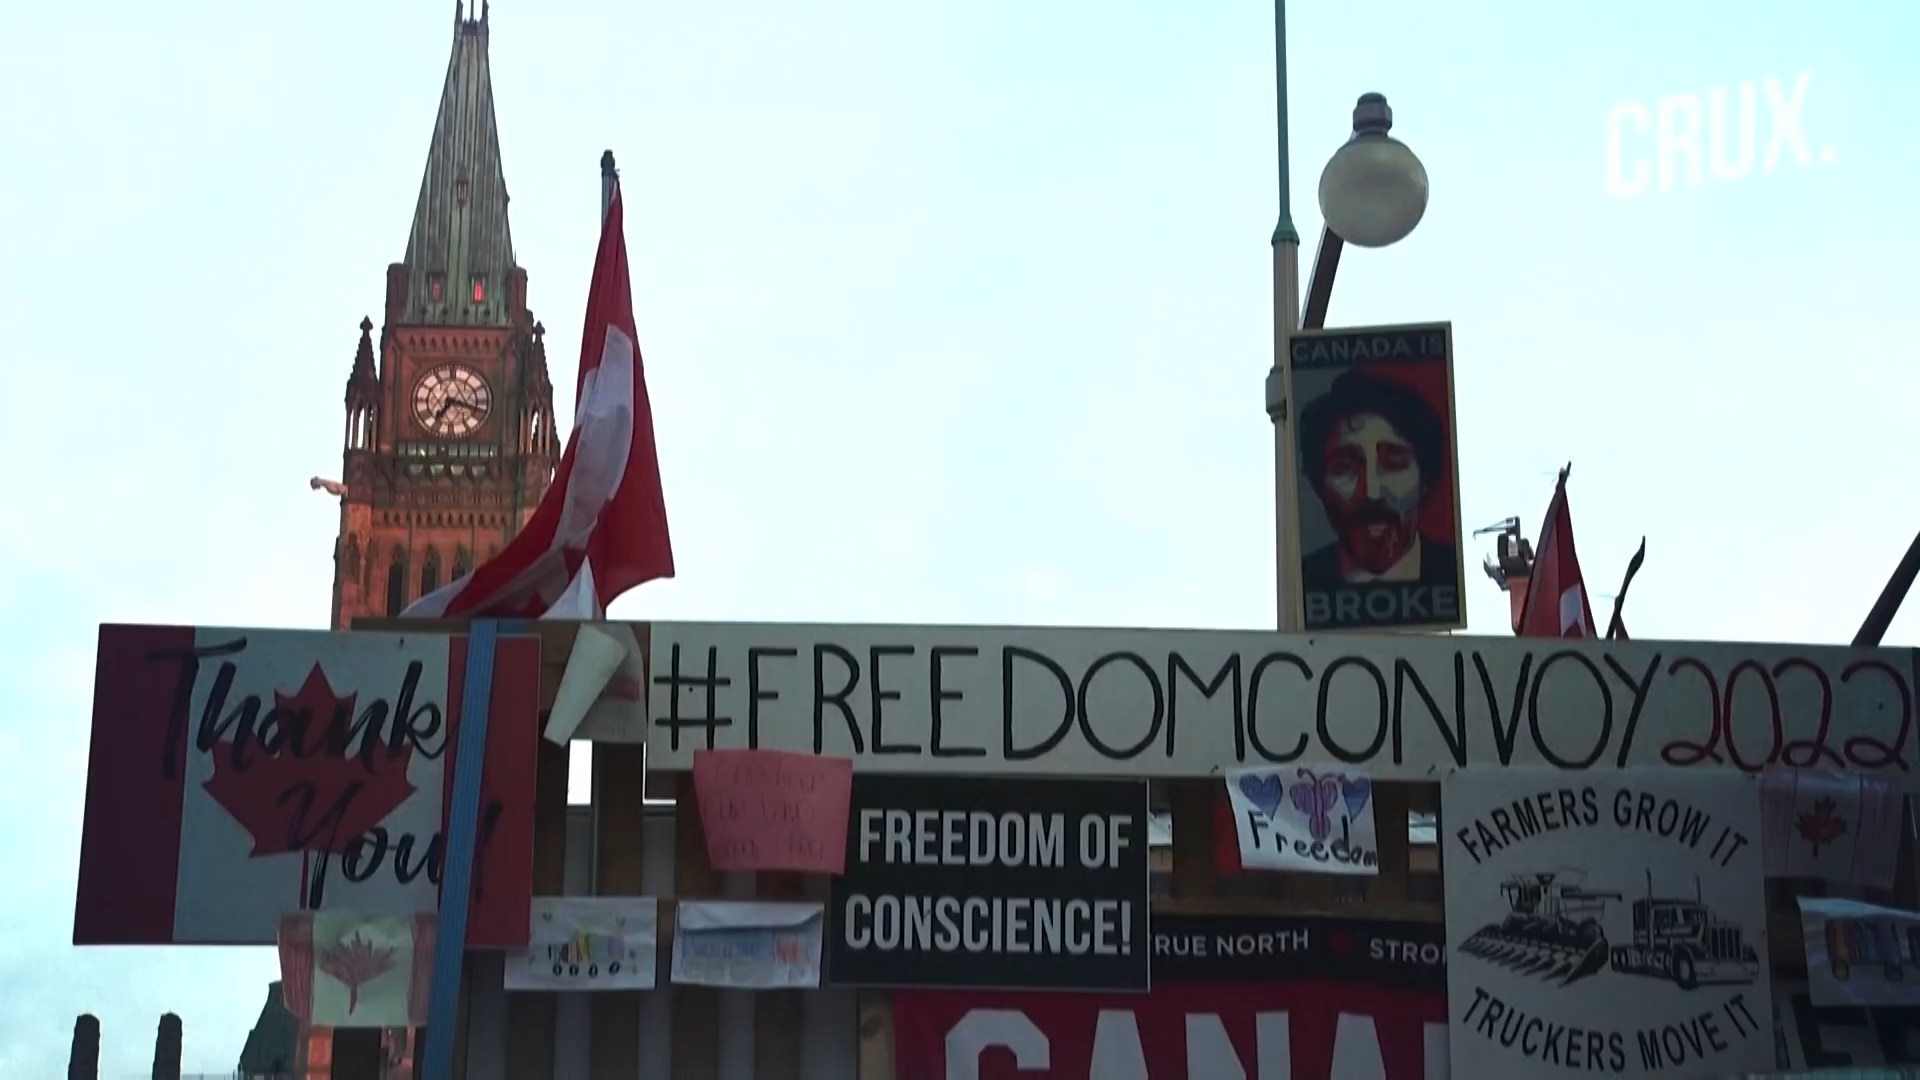 CRUX.
CANADA IS
BROKE
Thank
You!
#FREEDOMCONVOY2022
FREEDOM OF
CONSCIENCE!
Freedom
FARMERS GROW IT
TRUCKERS MOVE IT
RUE NORTH
STRO
CANA